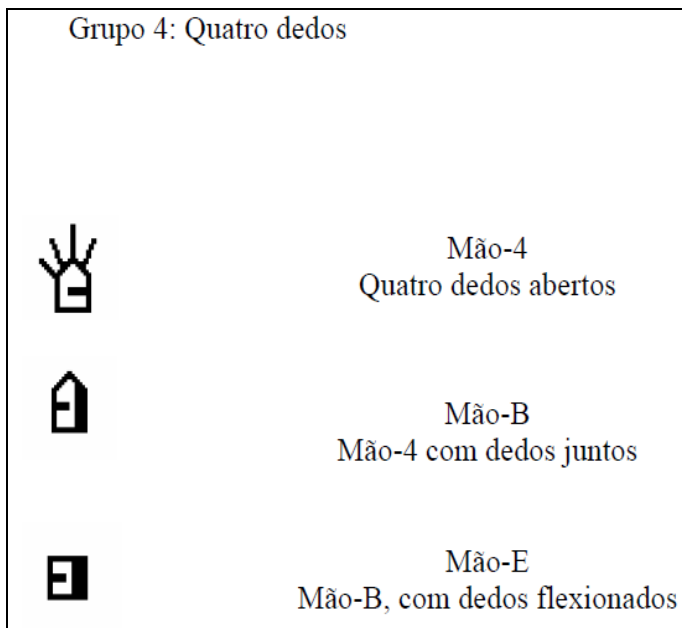 Grupo 4: Quatro dedos
Mão-4
Quatro dedos abertos
Mão-B
Mão-4 com dedos juntos
Mão-E
Mão-B, com dedos flexionados